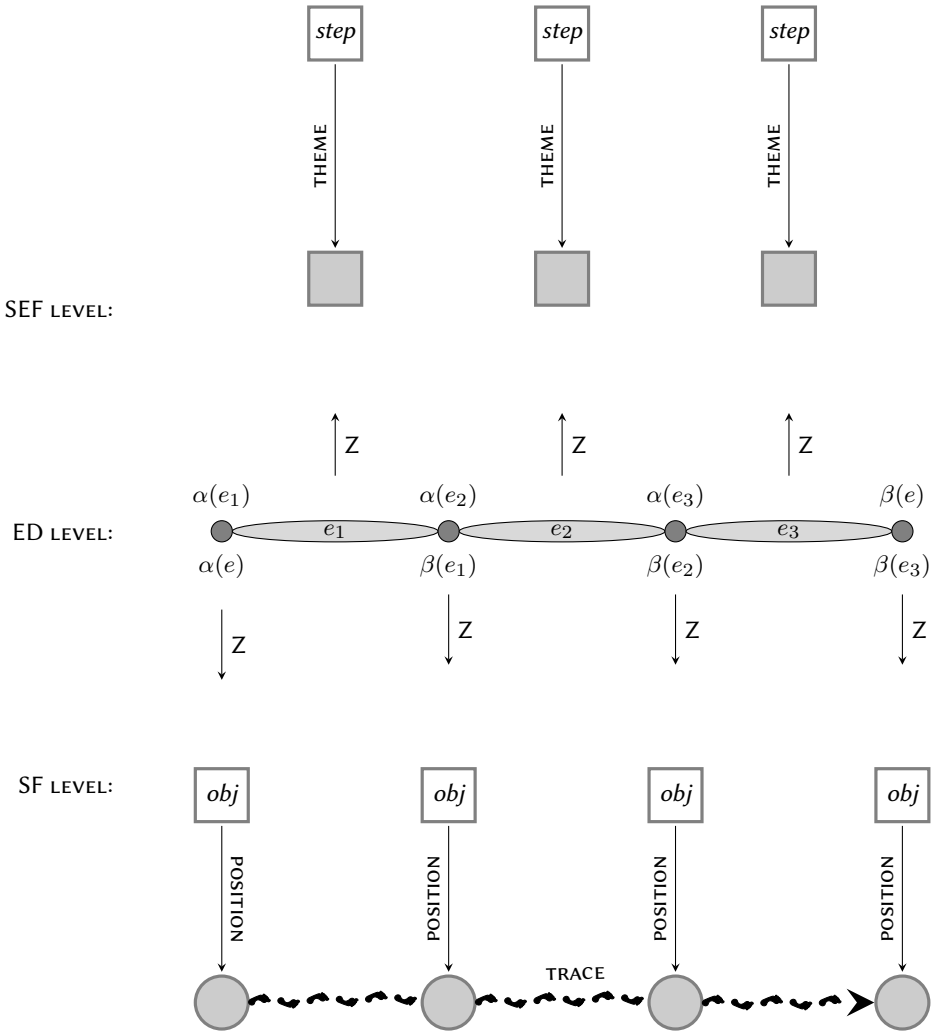 step step step
THEME THEME THEME
SEF LEVEL:
Z Z Z
α(e₁) α(e₂) α(e₃) β(e)
ED LEVEL: e₁ e₂ e₃
α(e) β(e₁) β(e₂) β(e₃)
Z Z Z Z
SF LEVEL: obj obj obj obj
POSITION POSITION POSITION POSITION
TRACE